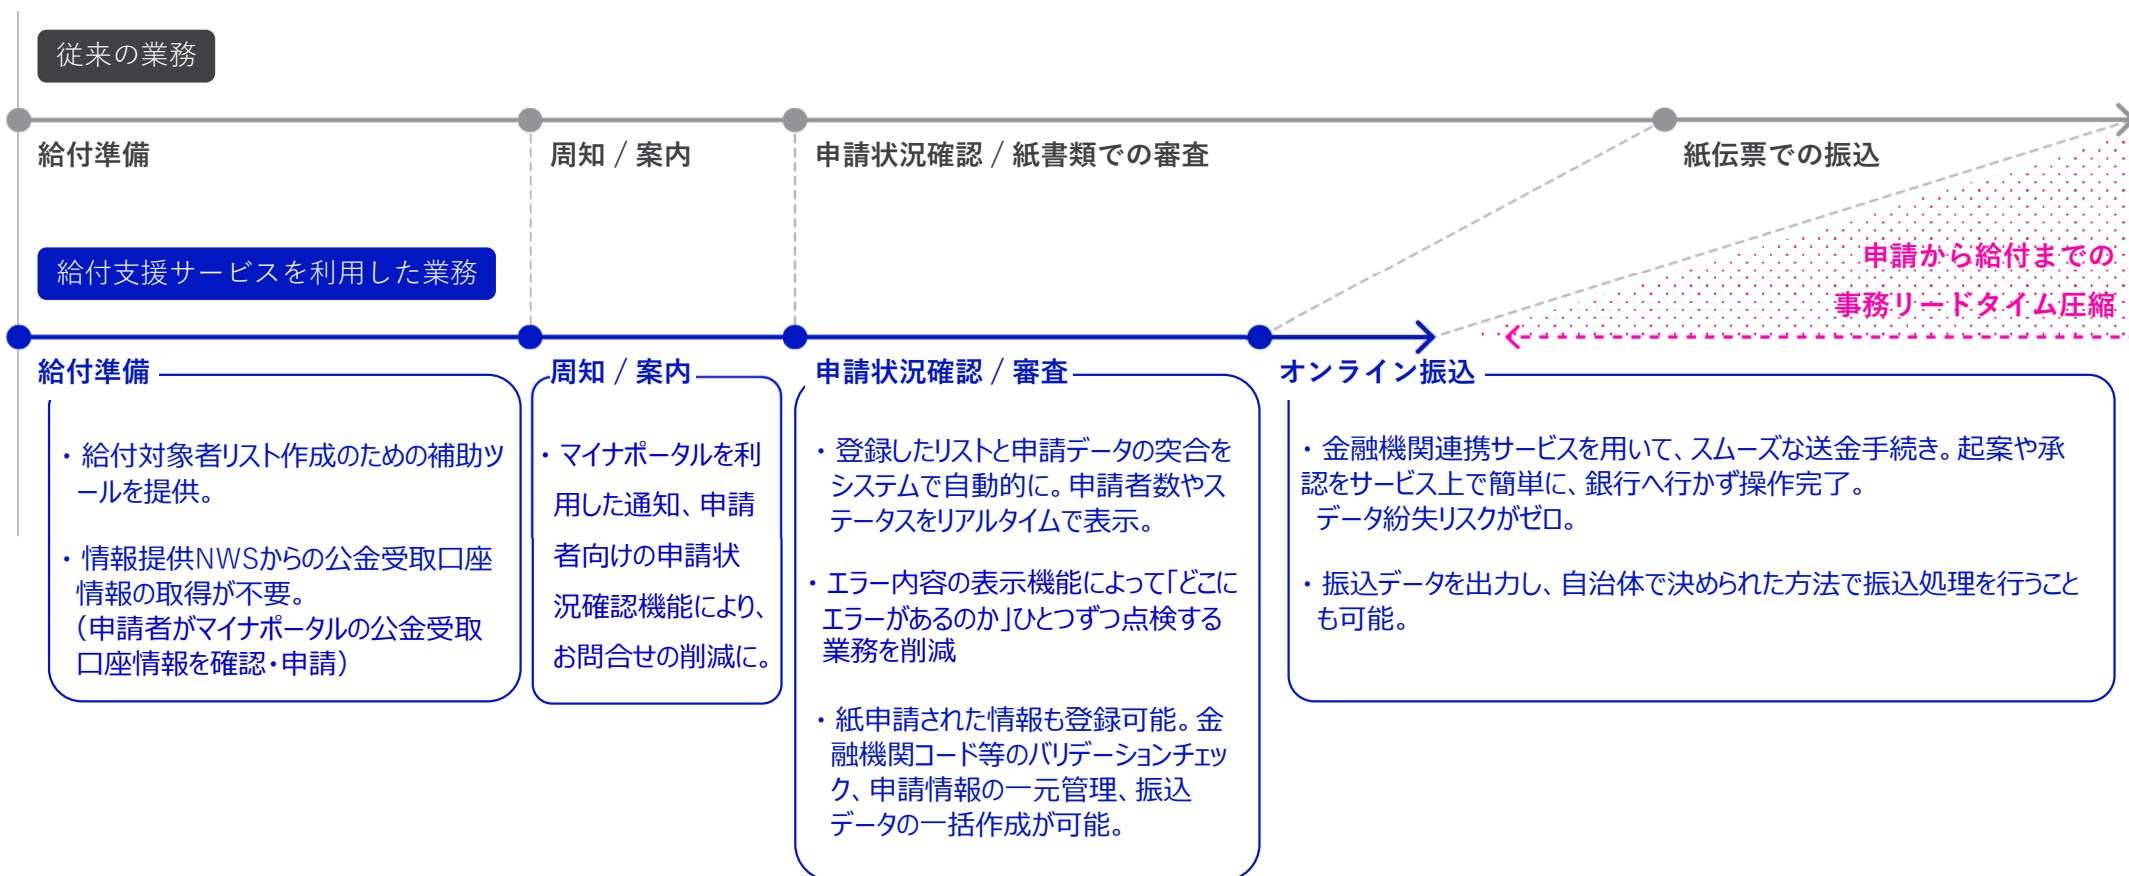 従来の業務
給付準備
周知 / 案内
申請状況確認 / 紙書類での審査
紙伝票での振込
給付支援サービスを利用した業務
申請から給付までの
事務リードタイム圧縮
給付準備
・給付対象者リスト作成のための補助ツ
ールを提供。
・情報提供NWSからの公金受取口座
情報の取得が不要。
（申請者がマイナポータルの公金受取
口座情報を確認・申請）
周知 / 案内
・マイナポータルを利
用した通知、申請
者向けの申請状
況確認機能により、
お問合せの削減に。
申請状況確認 / 審査
・登録したリストと申請データの突合を
システムで自動的に。申請者数やス
テータスをリアルタイムで表示。
・エラー内容の表示機能によって「どこに
エラーがあるのか」ひとつずつ点検する
業務を削減
・紙申請された情報も登録可能。金
融機関コード等のバリデーションチェッ
ク、申請情報の一元管理、振込
データの一括作成が可能。
オンライン振込
・金融機関連携サービスを用いて、スムーズな送金手続き。起案や承
認をサービス上で簡単に、銀行へ行かず操作完了。
データ紛失リスクがゼロ。
・振込データを出力し、自治体で決められた方法で振込処理を行うこと
も可能。